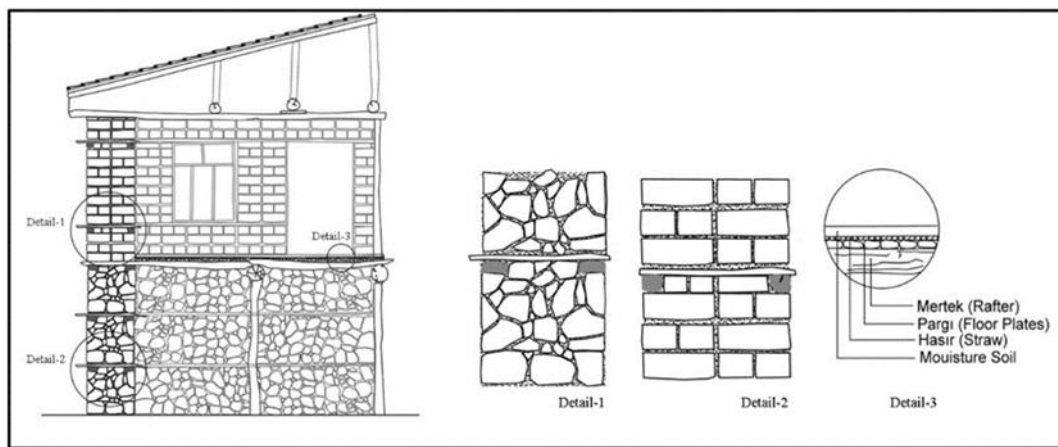 Detail-1
Detail-3
Detail-2
Mertek (Rafter)
Pargı (Floor Plates)
Hasır (Straw)
Mouisture Soil
Detail-1
Detail-2
Detail-3